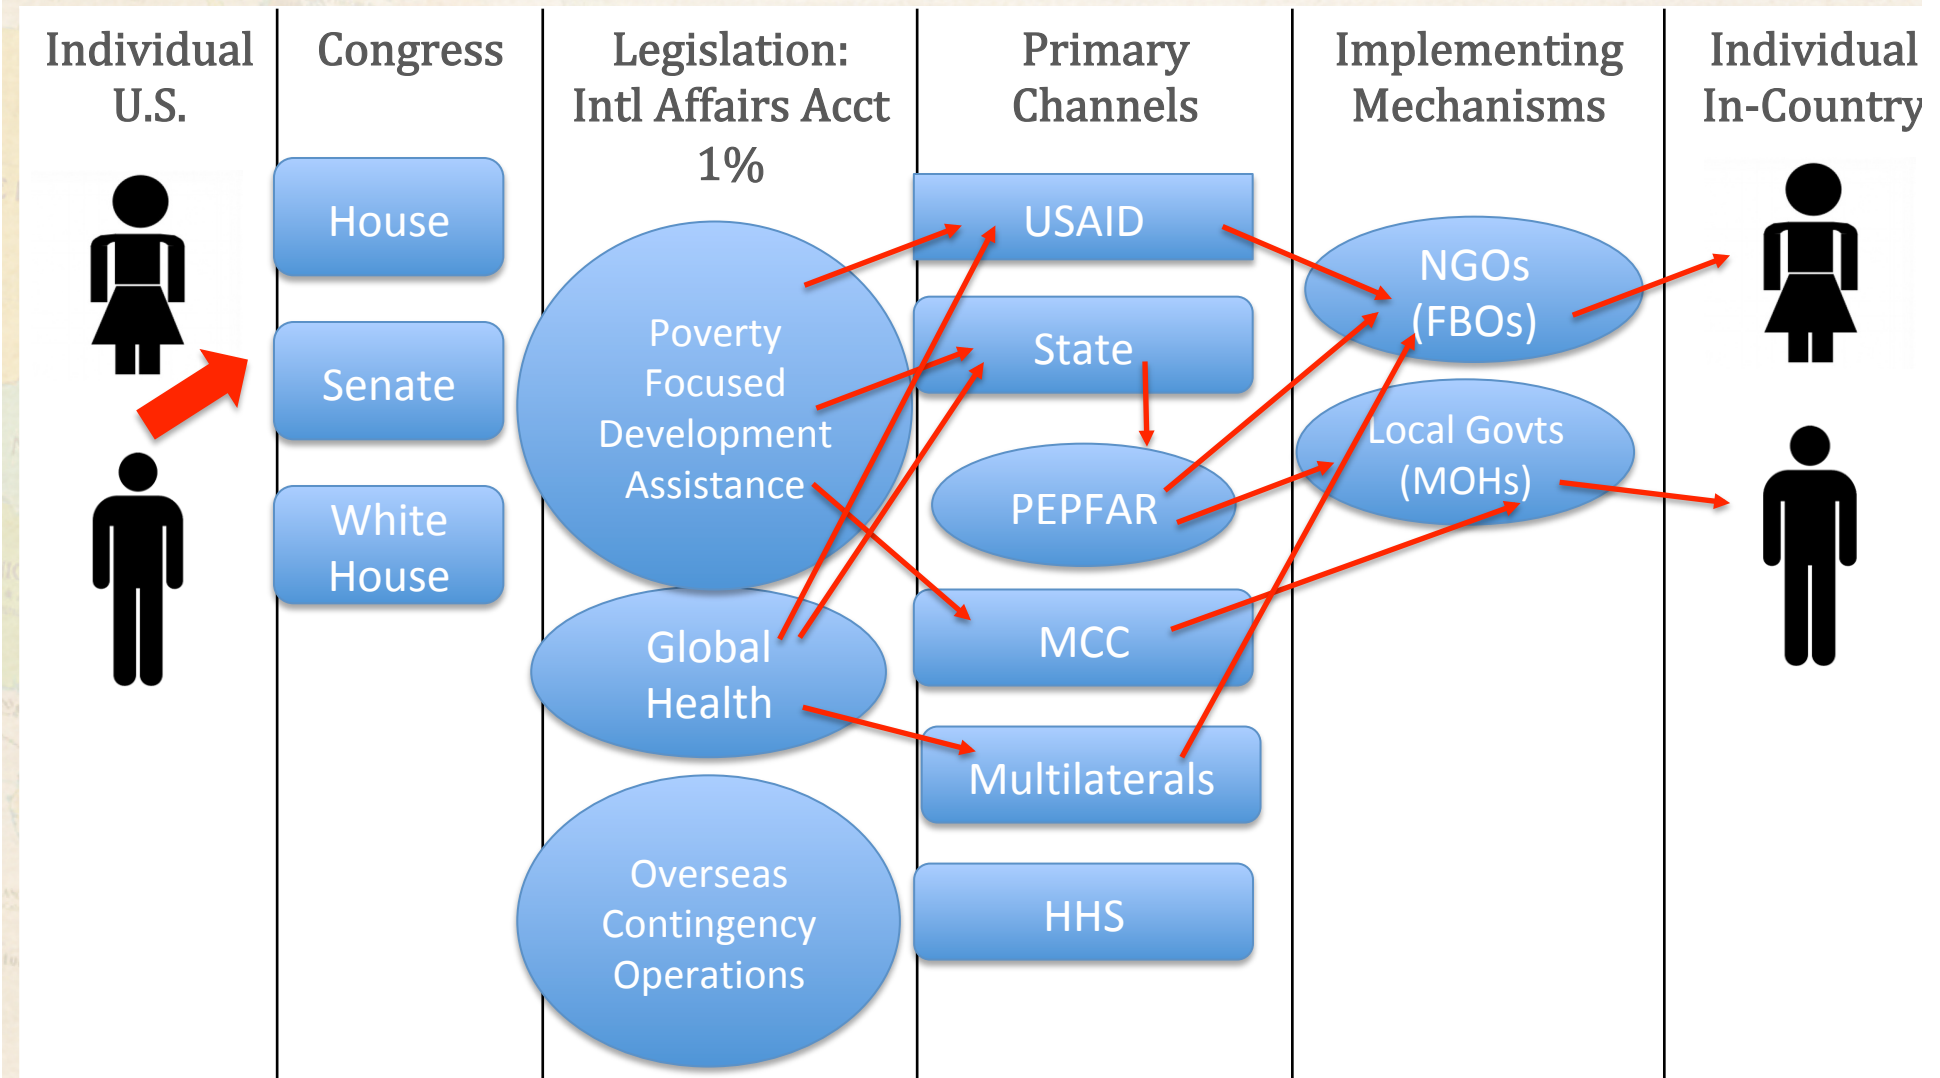 Individual
U.S.
Congress
Legislation:
Intl Affairs Acct
1%
Primary
Channels
Implementing
Mechanisms
Individual
In-Country
House
Senate
White
House
Poverty
Focused
Development
Assistance
Global
Health
Overseas
Contingency
Operations
USAID
State
PEPFAR
MCC
Multilaterals
HHS
NGOs
(FBOs)
Local Govts
(MOHs)